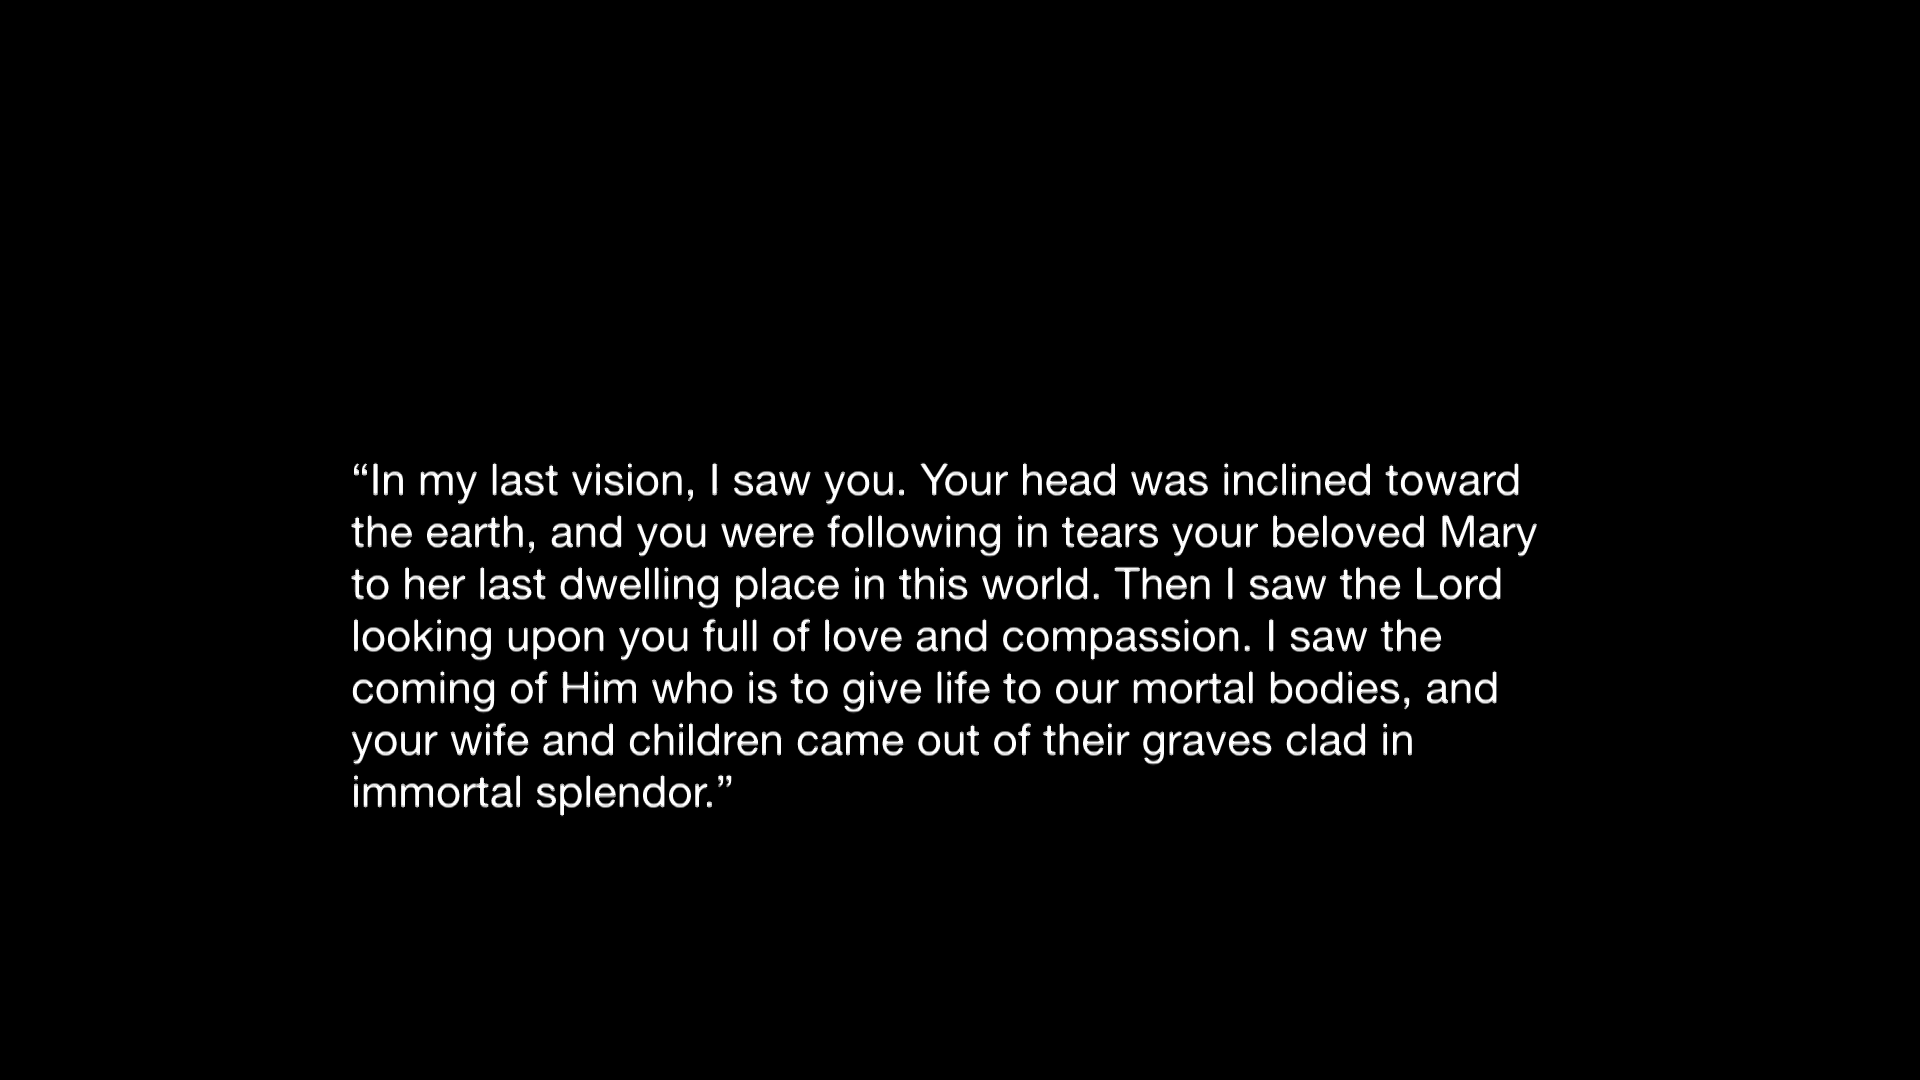 “In my last vision, I saw you. Your head was inclined toward
the earth, and you were following in tears your beloved Mary
to her last dwelling place in this world. Then I saw the Lord
looking upon you full of love and compassion. I saw the
coming of Him who is to give life to our mortal bodies, and
your wife and children came out of their graves clad in
immortal splendor.”